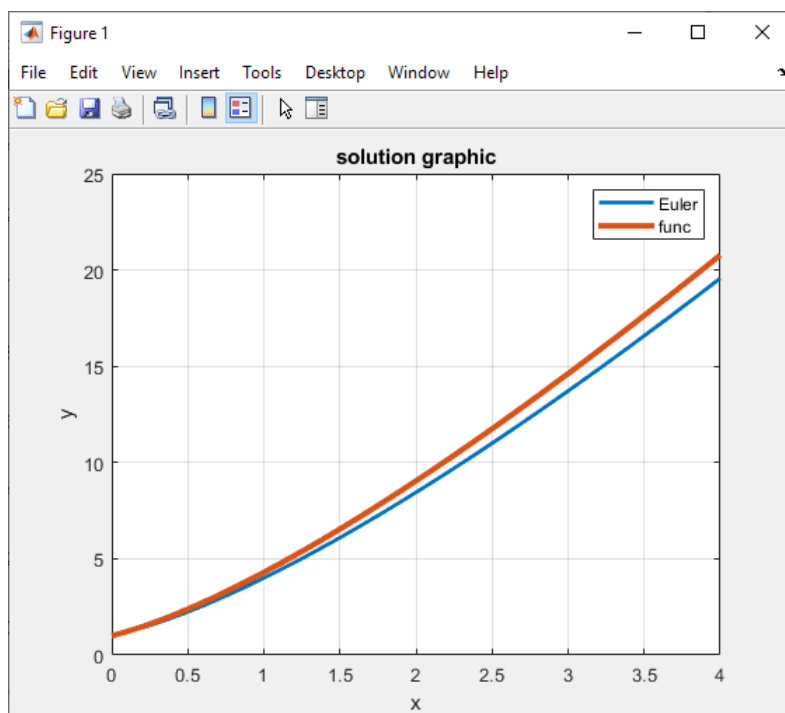 Figure 1
File Edit View Insert Tools Desktop Window Help
solution graphic
25
20
15
10
5
0
y
Euler
func
0 0.5 1 1.5 2 2.5 3 3.5 4
x